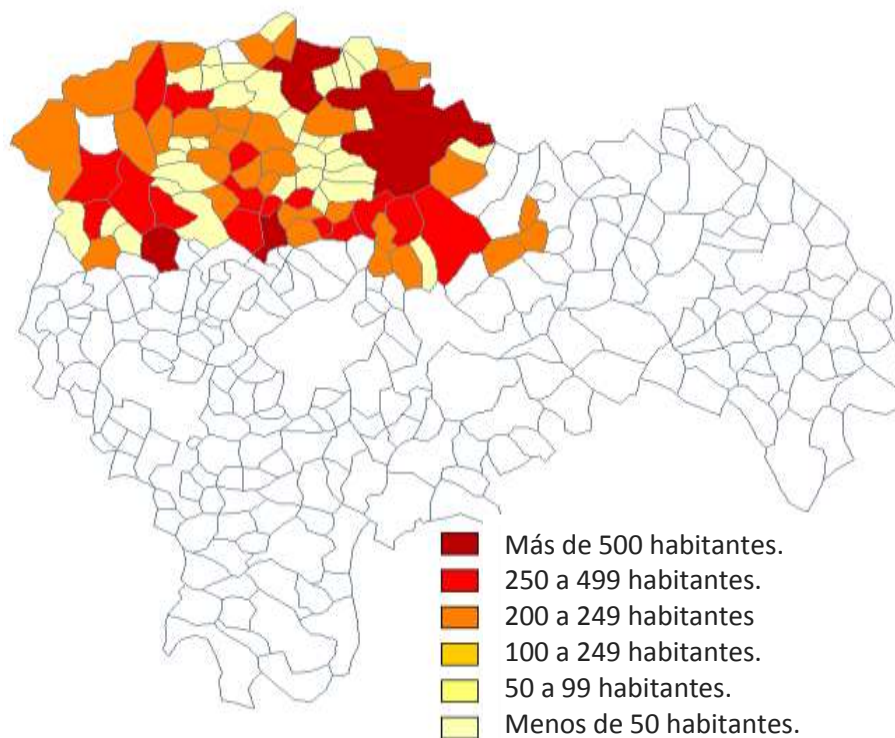 Más de 500 habitantes.
250 a 499 habitantes.
200 a 249 habitantes
100 a 249 habitantes.
50 a 99 habitantes.
Menos de 50 habitantes.